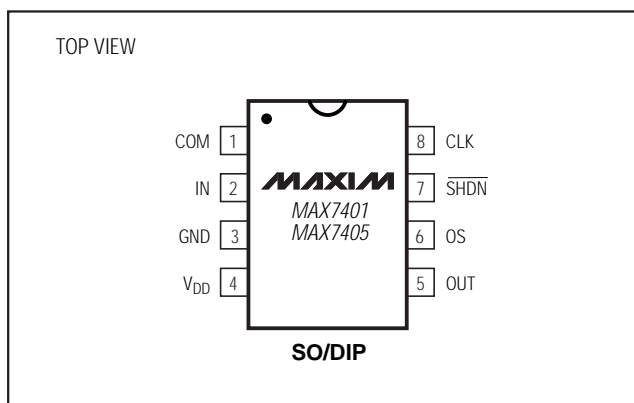 TOP VIEW
COM 1
8 CLK
IN 2
MAXIM
7 SHDN
MAX7401
GND 3
MAX7405
6 OS
VDD 4
5 OUT
SO/DIP